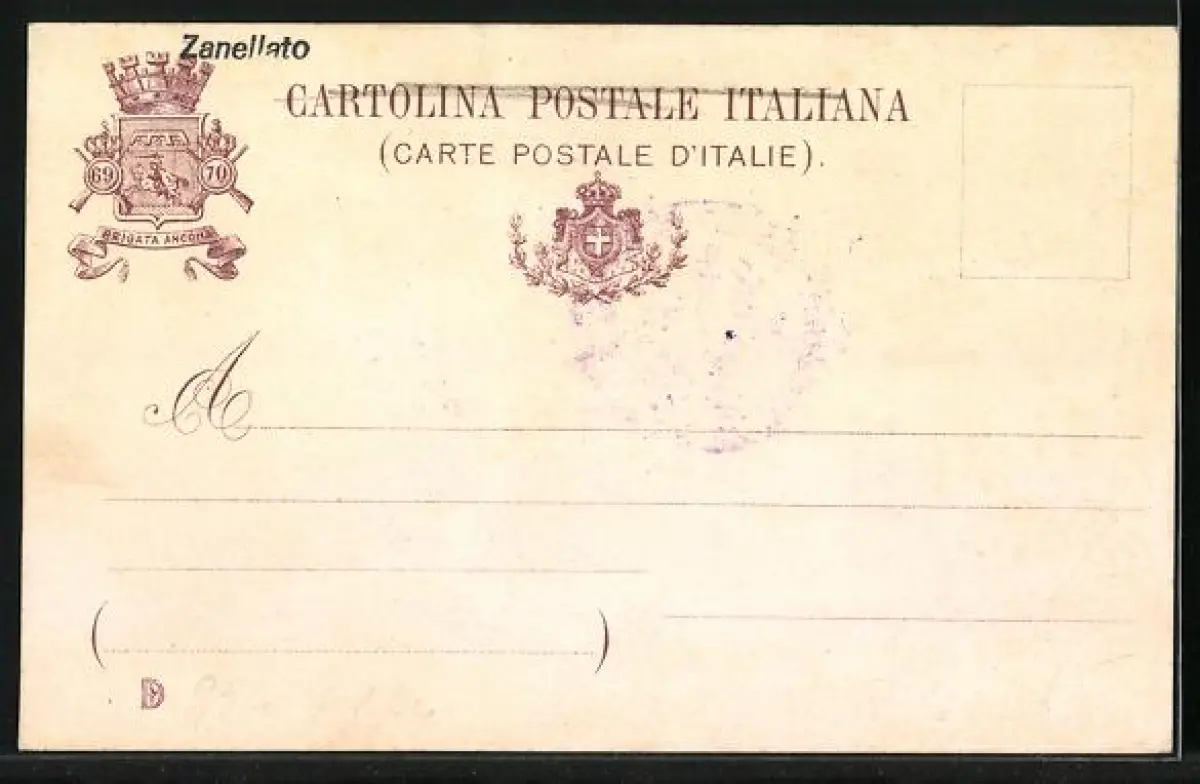 Zanellato
CARTOLINA POSTALE ITALIANA
(CARTE POSTALE D'ITALIE).
69 70
BRIGATA ANCONA
A
( )
D